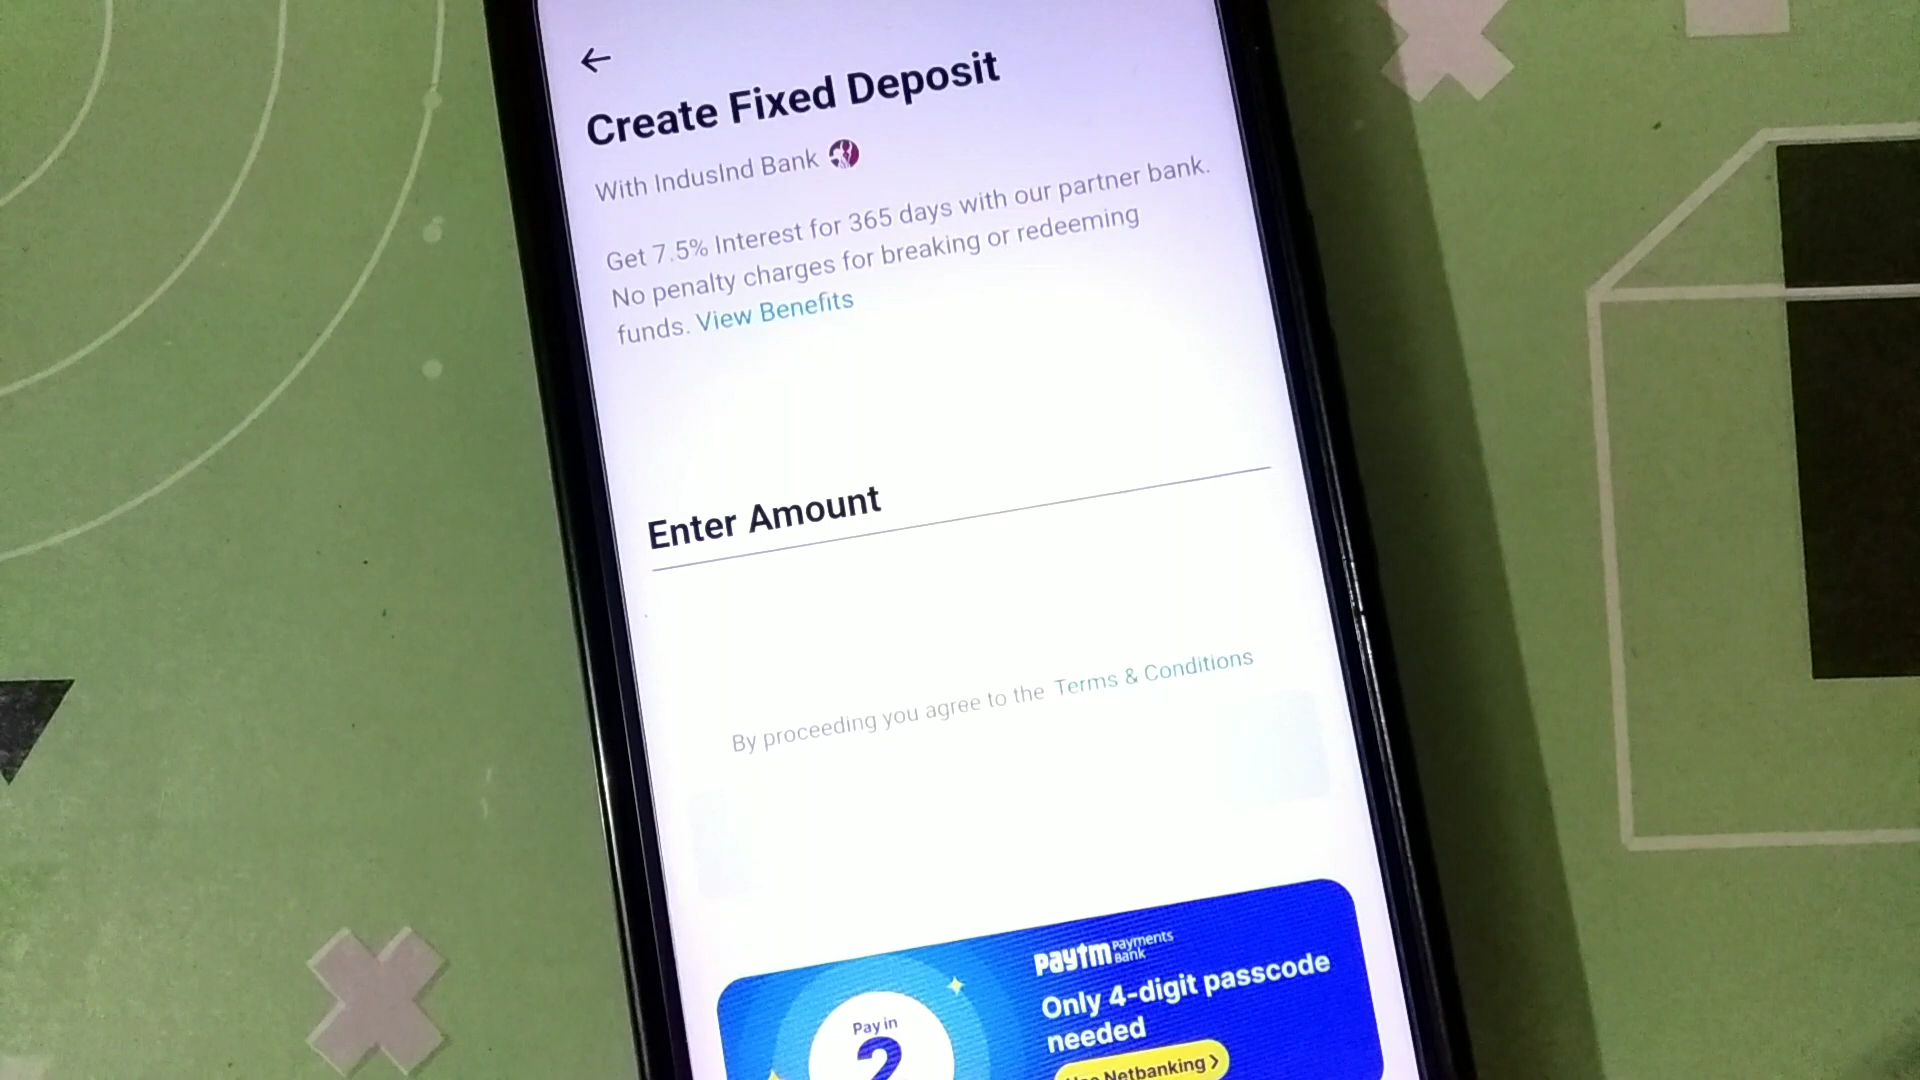 Create Fixed Deposit
With IndusInd Bank
Get 7.5% Interest for 365 days with our partner bank.
No penalty charges for breaking or redeeming
funds. View Benefits
Enter Amount
By proceeding you agree to the Terms & Conditions
paytm Payments Bank
Only 4-digit passcode
needed
Pay in
2
Netbanking >